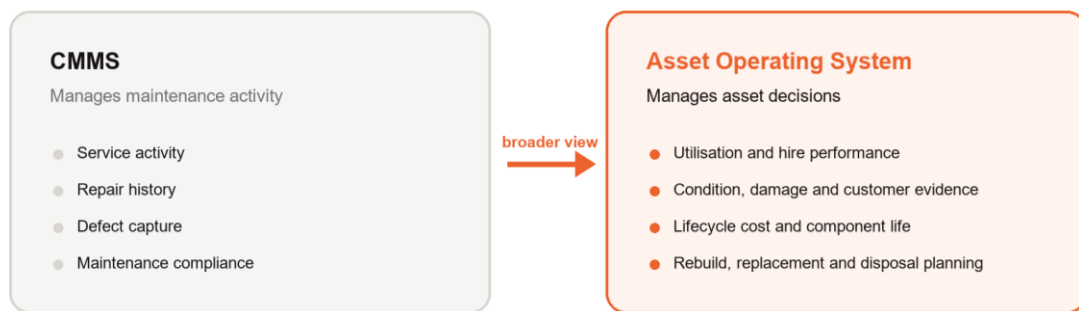 CMMS
Manages maintenance activity
Service activity
Repair history
Defect capture
Maintenance compliance
broader view
Asset Operating System
Manages asset decisions
Utilisation and hire performance
Condition, damage and customer evidence
Lifecycle cost and component life
Rebuild, replacement and disposal planning